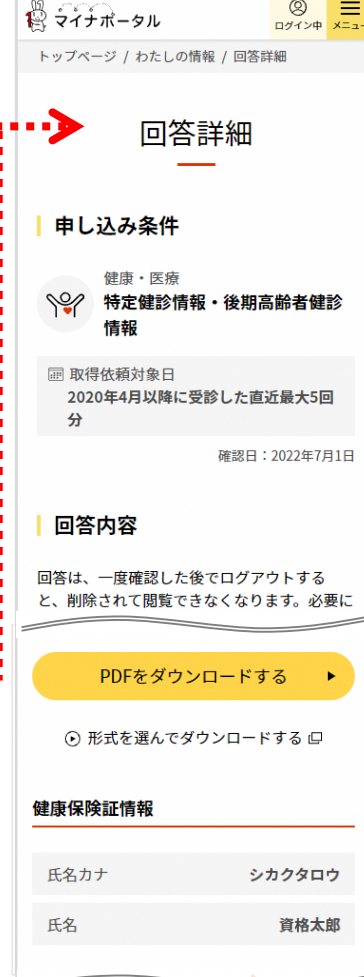 マイナポータル
ログイン中
メニュー
トップページ / わたしの情報 / 回答詳細
回答詳細
申し込み条件
健康・医療
特定健診情報・後期高齢者健診
情報
取得依頼対象日
2020年4月以降に受診した直近最大5回
分
確認日：2022年7月1日
回答内容
回答は、一度確認した後でログアウトする
と、削除されて閲覧できなくなります。必要に
PDFをダウンロードする
形式を選んでダウンロードする
健康保険証情報
氏名カナ シカクタロウ
氏名 資格太郎